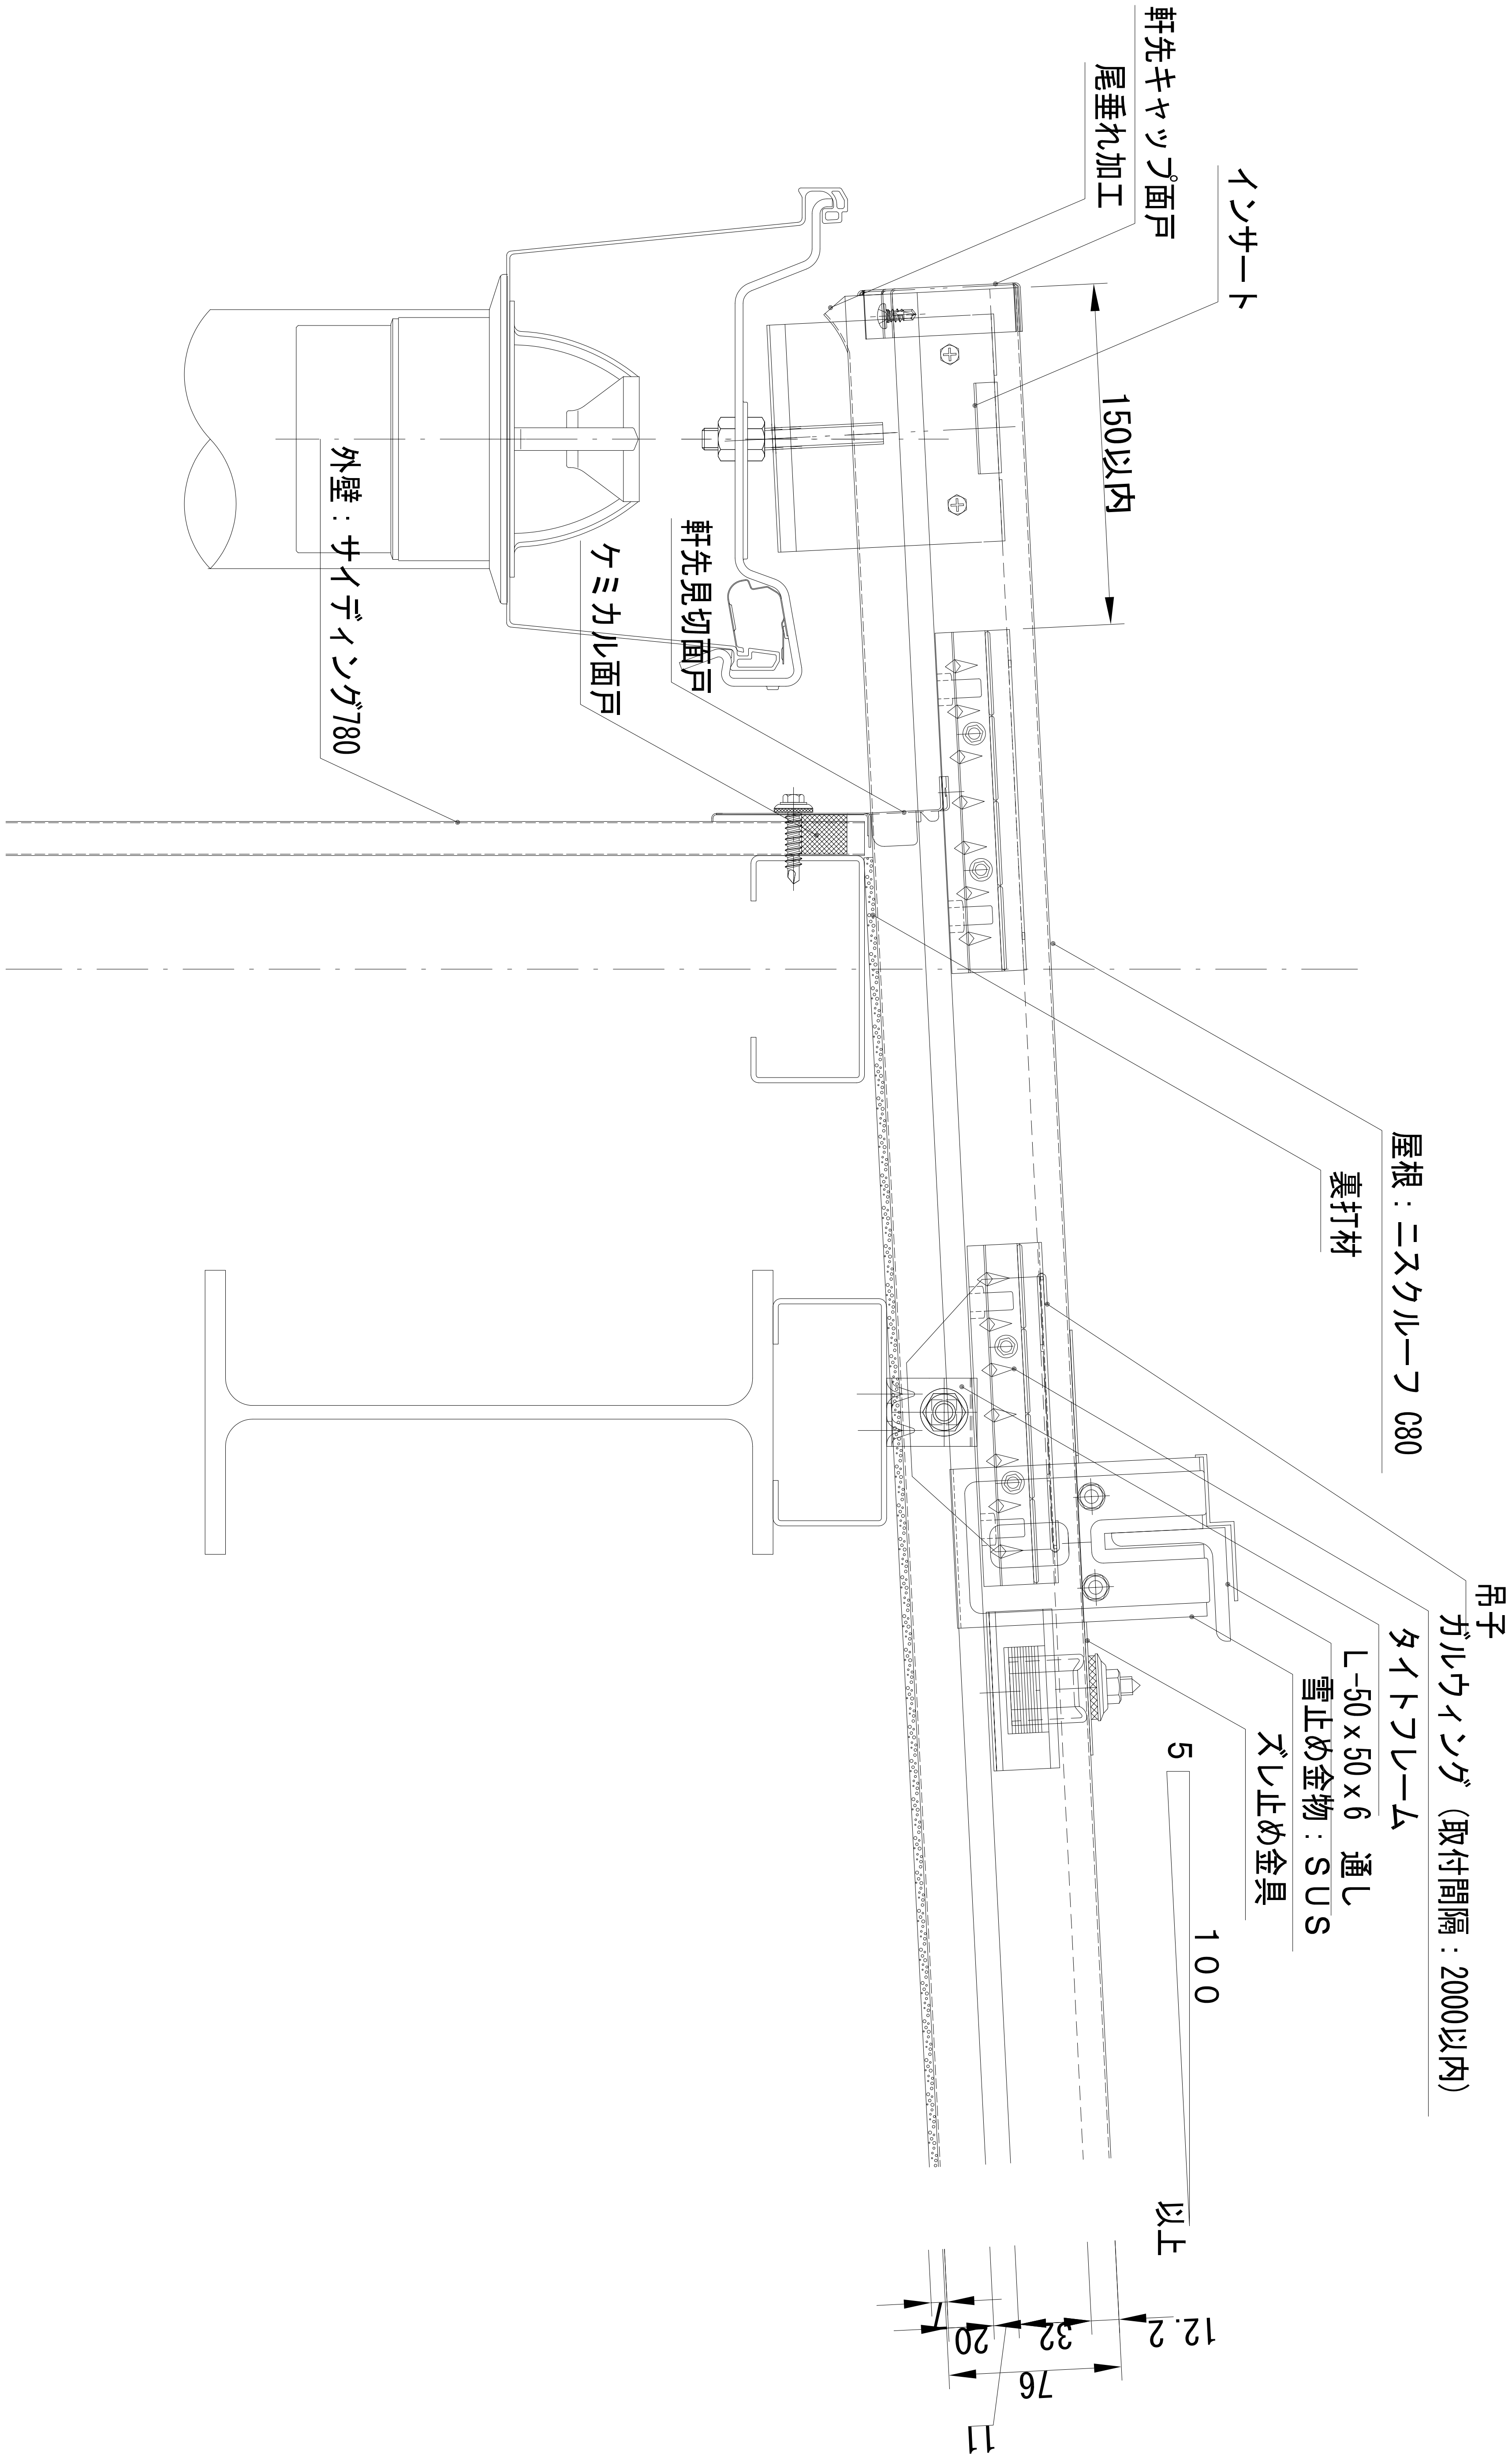 軒先キャップ面戸
尾垂れ加工
インサート
150以内
外壁：サイディング780
ケミカル面戸
軒先見切面戸
屋根：ニスクルーフ C80
裏打材
吊子
ガルウィング（取付間隔：2000以内）
タイトフレーム
Ｌ-50ｘ50ｘ6　通し
雪止め金物：ＳＵＳ
ズレ止め金具
5
１００
以上
7
20
32
12.2
76
11